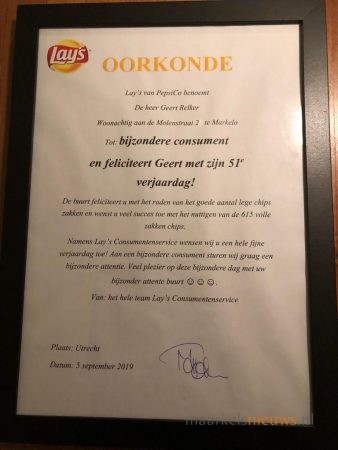 Lay's
OORKONDE
Lay's van PepsiCo benoemt
De heer Geert Relker
Woonachtig aan de Molenstraat 2 te Markelo
Tot: bijzondere consument
en feliciteert Geert met zijn 51e
verjaardag!
De buurt feliciteert u met het raden van het goede aantal lege chips
zakken en wenst u veel succes toe met het nuttigen van de 615 volle
zakken chips.
Namens Lay's Consumentenservice wensen wij u een hele fijne
verjaardag toe! Aan een bijzondere consument sturen wij graag een
bijzondere attentie. Veel plezier op deze bijzondere dag met uw
bijzonder attente buurt ☺ ☺ ☺.
Van: het hele team Lay's Consumentenservice
Plaats: Utrecht
Datum: 5 september 2019
maarkelsnieuws.nl